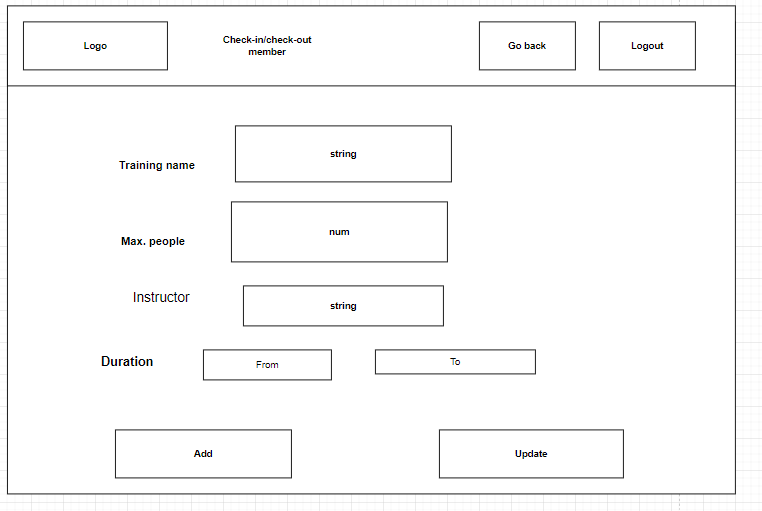 Logo
Check-in/check-out
member
Go back
Logout
Training name
string
Max. people
num
Instructor
string
Duration
From
To
Add
Update